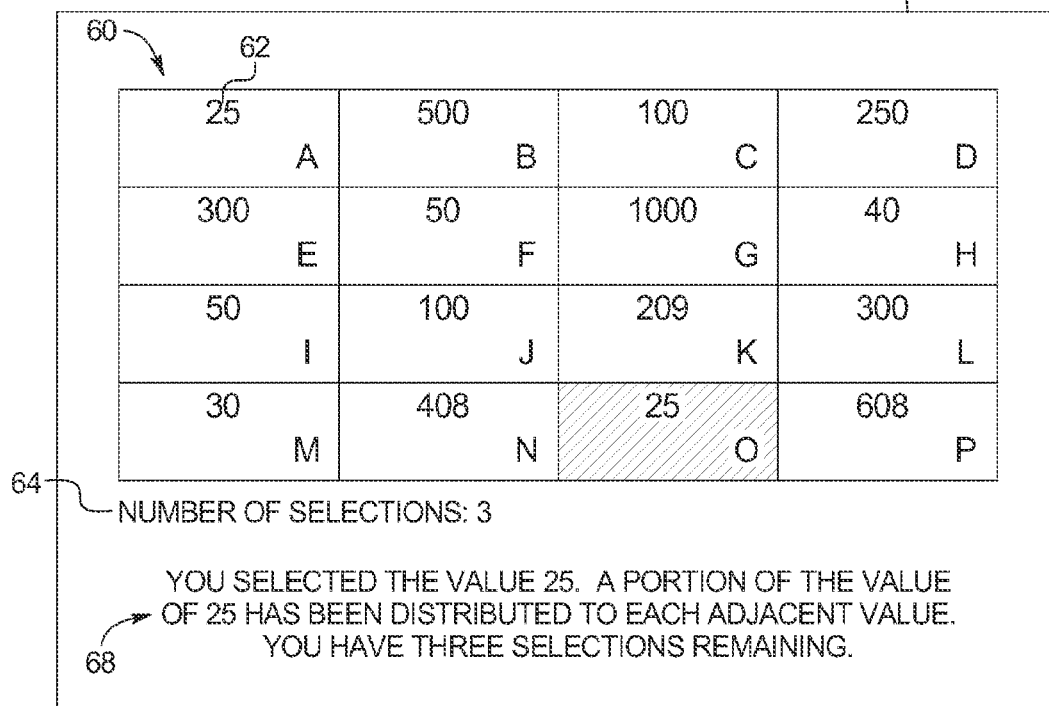 60
62
25 500 100 250
A B C D
300 50 1000 40
E F G H
50 100 209 300
I J K L
30 408 25 608
M N O P
64
NUMBER OF SELECTIONS: 3
YOU SELECTED THE VALUE 25. A PORTION OF THE VALUE
OF 25 HAS BEEN DISTRIBUTED TO EACH ADJACENT VALUE.
YOU HAVE THREE SELECTIONS REMAINING.
68